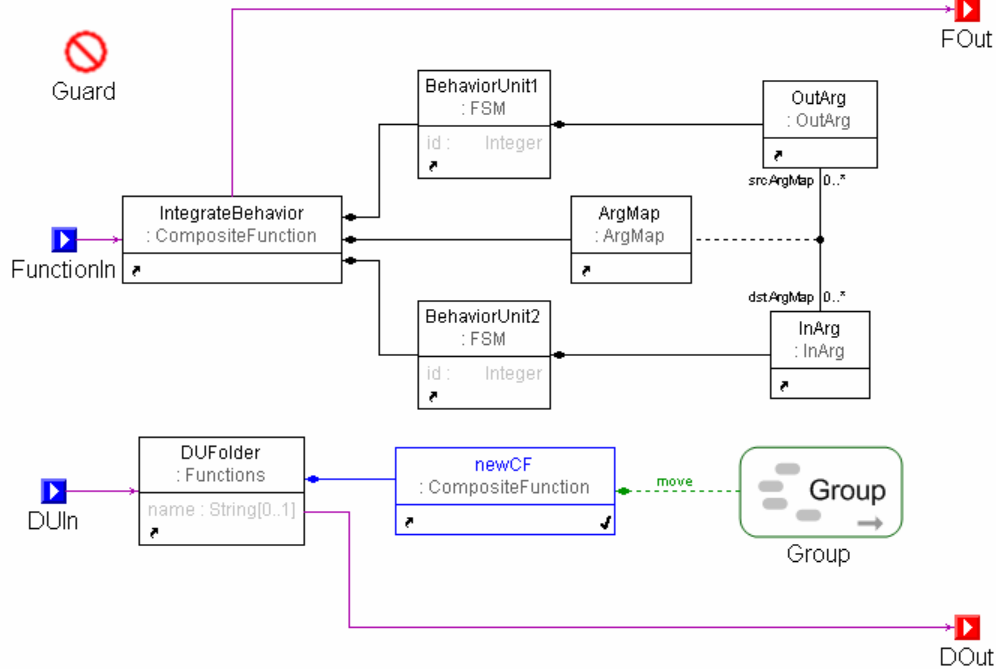 FOut
Guard
BehaviorUnit1
: FSM
id : Integer
OutArg
: OutArg
srcArgMap 0..*
IntegrateBehavior
: CompositeFunction
ArgMap
: ArgMap
FunctionIn
dstArgMap 0..*
BehaviorUnit2
: FSM
id : Integer
InArg
: InArg
DUFolder
: Functions
name : String[0..1]
newCF
: CompositeFunction
move
Group
Group
DUIn
DOut